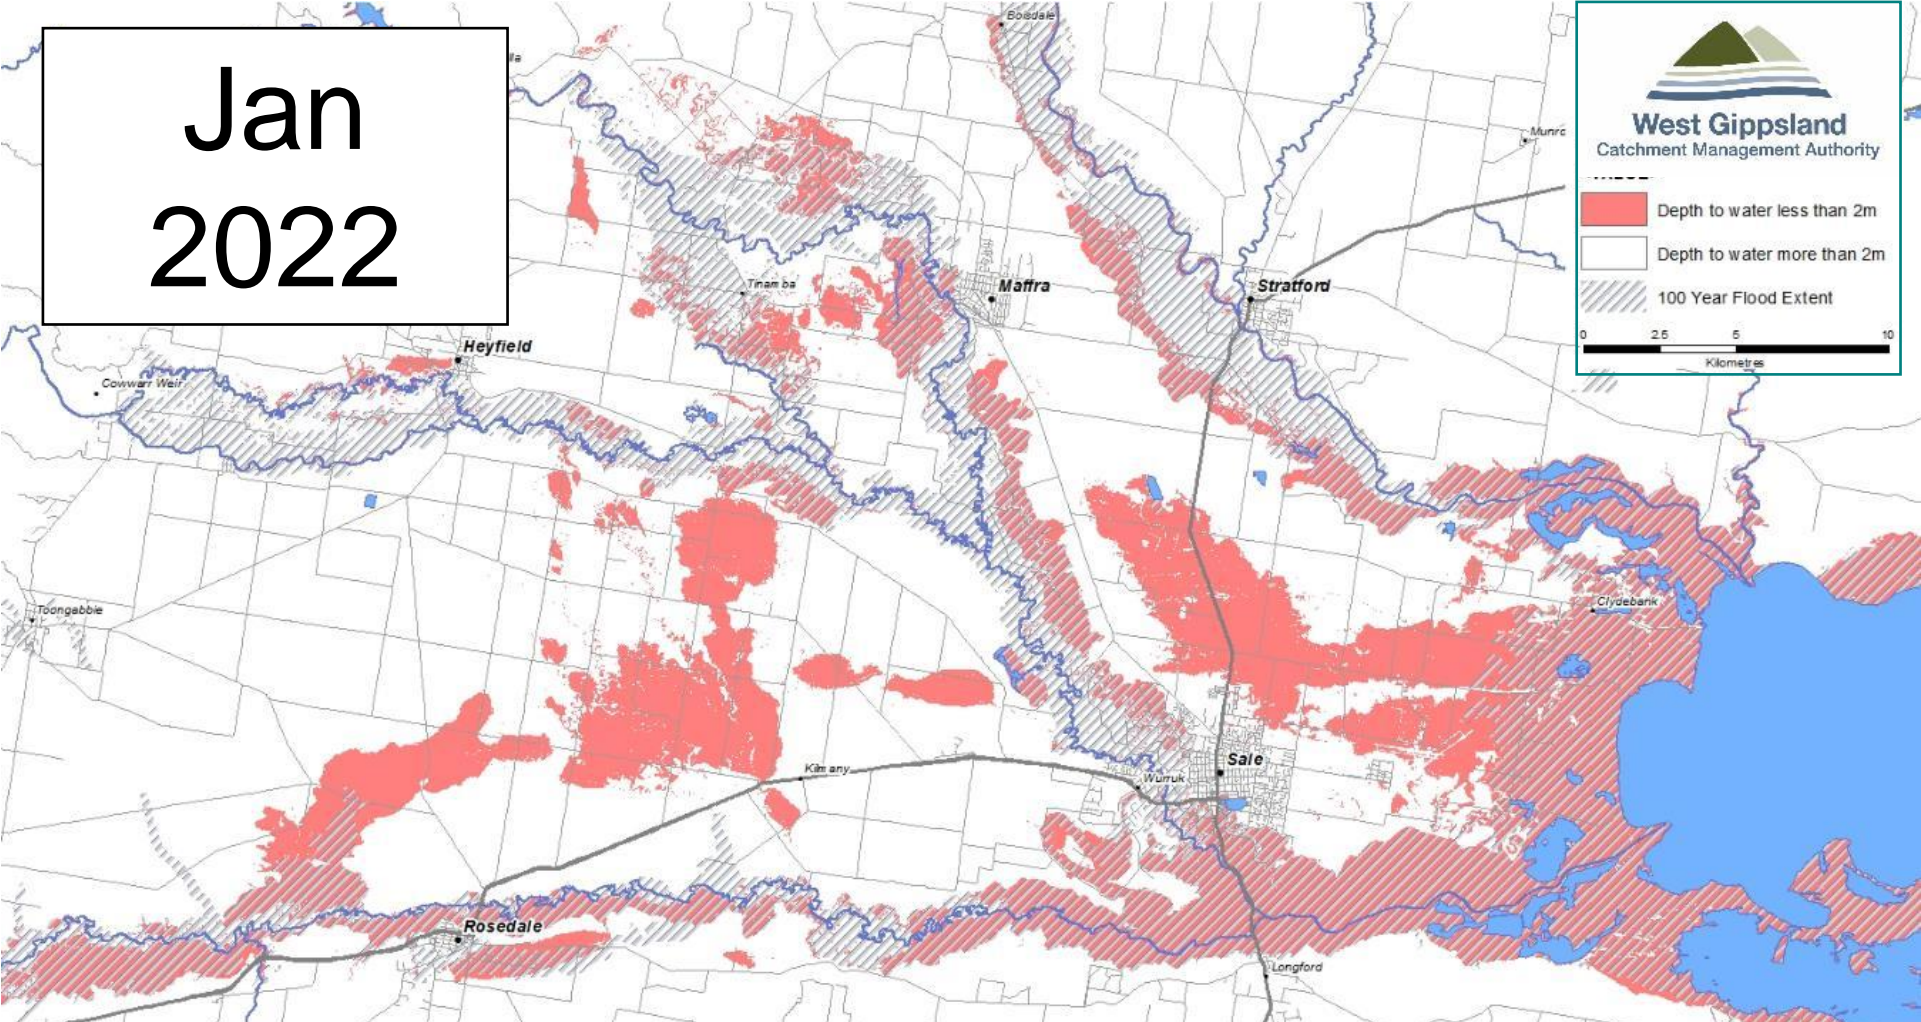 Jan
2022
Boisdale
Munro
West Gippsland
Catchment Management Authority
Depth to water less than 2m
Depth to water more than 2m
100 Year Flood Extent
0 2.5 5 10
Kilometres
Tinamba
Maffra
Stratford
Heyfield
Cowwarr Weir
Toongabbie
Clydebank
Kilmany
Sale
Wurruk
Rosedale
Longford